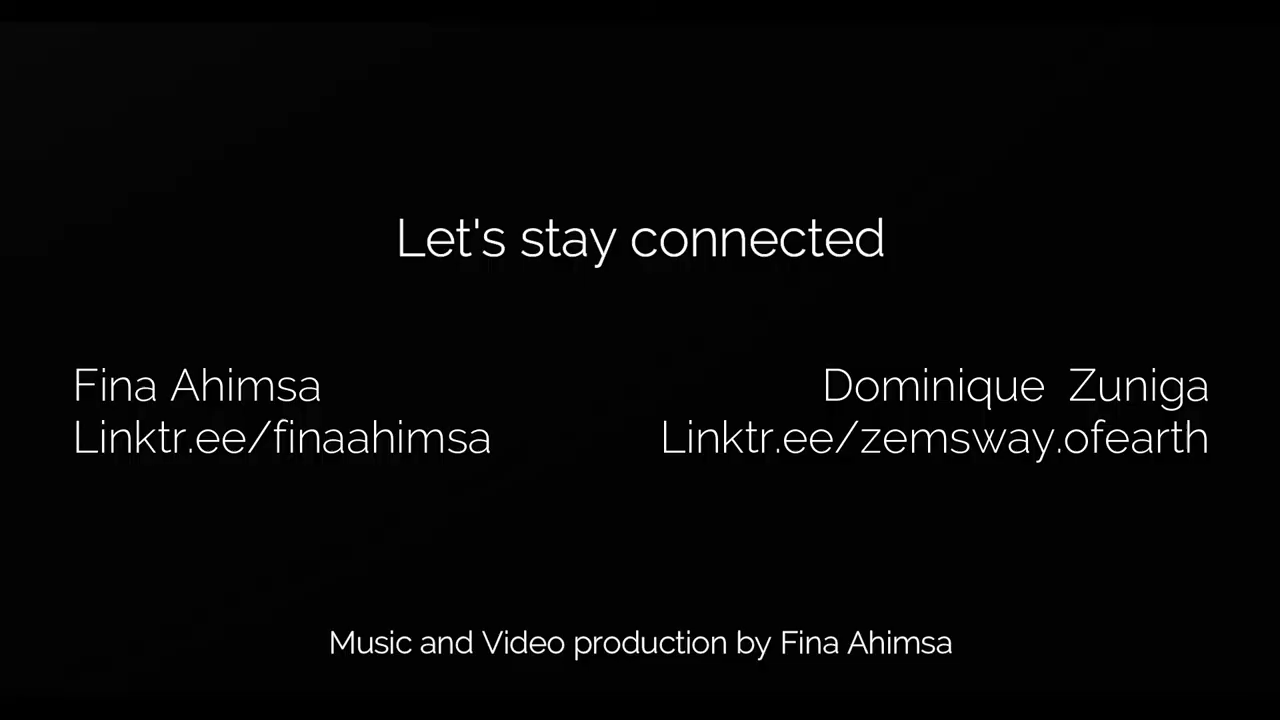 Let's stay connected
Fina Ahimsa
Linktr.ee/finaahimsa
Dominique Zuniga
Linktr.ee/zemsway.ofearth
Music and Video production by Fina Ahimsa